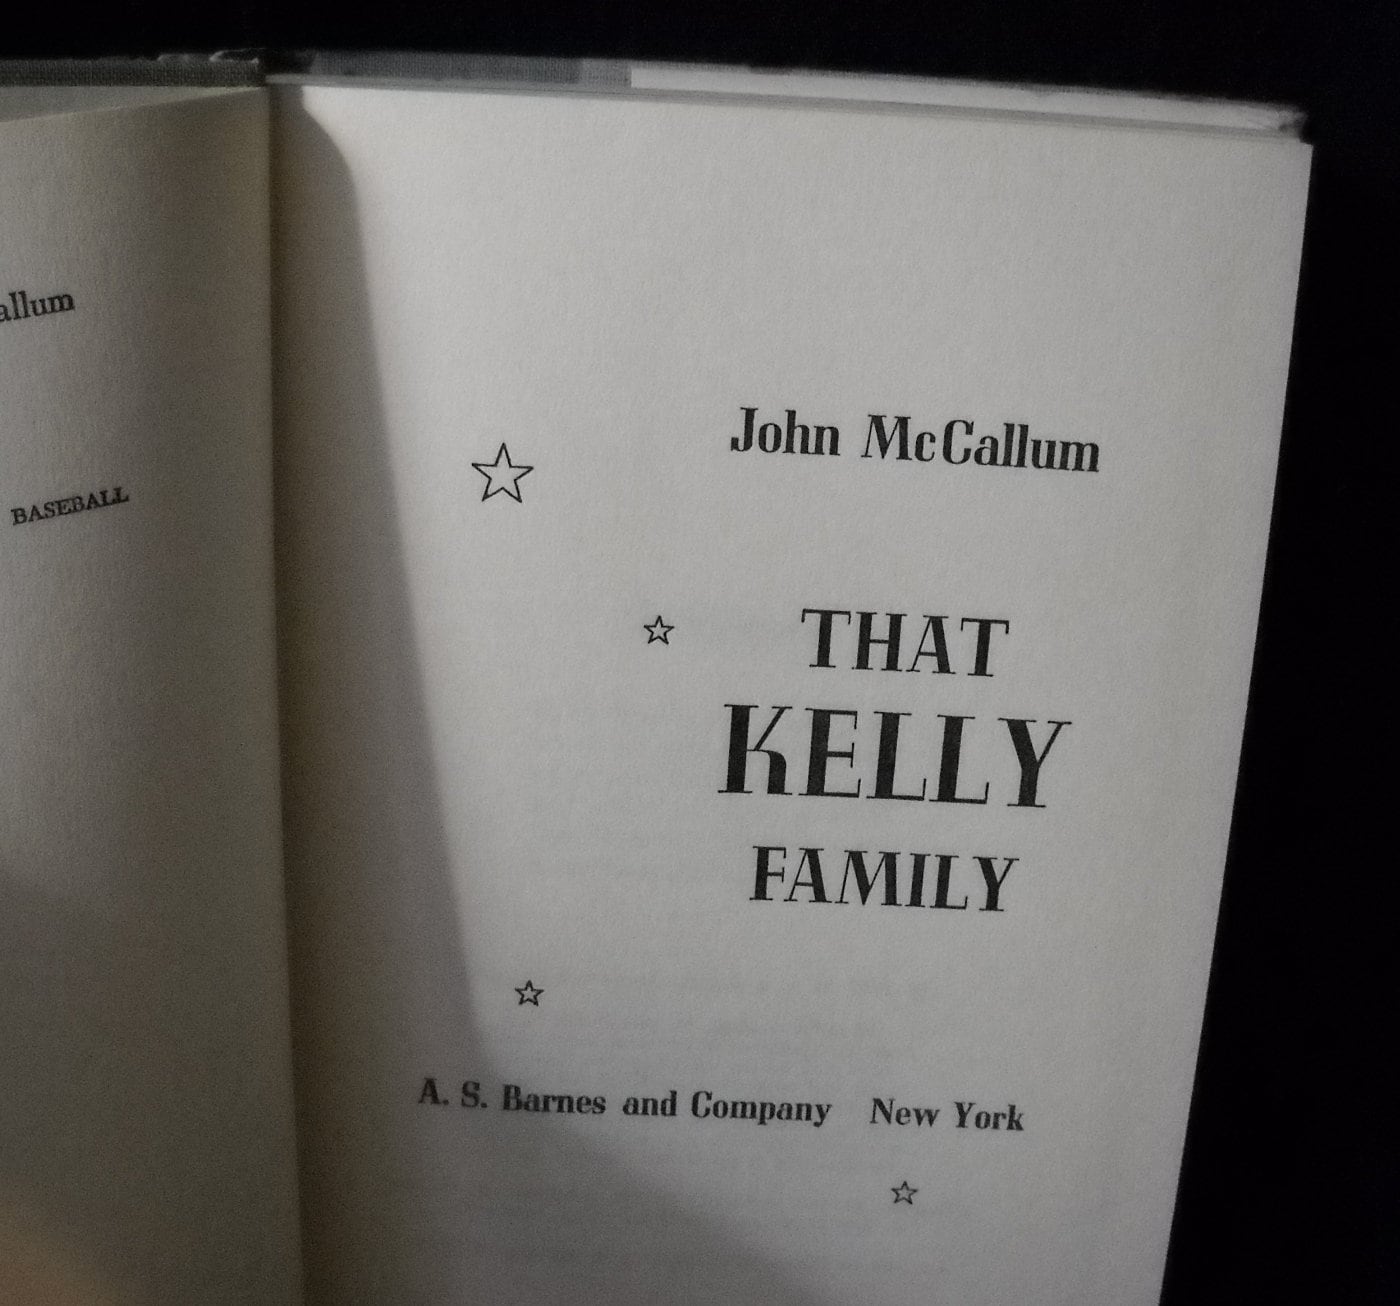 allum
BASEBALL
John McCallum
THAT
KELLY
FAMILY
A. S. Barnes and Company New York